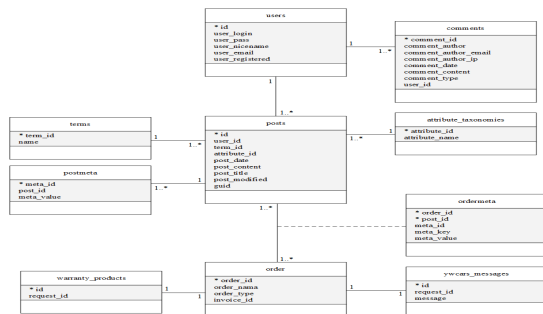 users
* id
user_login
user_pass
user_nicename
user_email
user_registered
1
1..*
comments
* comment_id
comment_author
comment_author_email
comment_author_ip
comment_date
comment_content
comment_type
user_id
1
1..*
terms
* term_id
name
1
1..*
posts
* id
user_id
term_id
attribute_id
post_date
post_content
post_title
post_modified
guid
1..*
1
attribute_taxonomies
* attribute_id
attribute_name
postmeta
* meta_id
post_id
meta_value
1
1..*
1..*
1..*
ordermeta
* order_id
* post_id
meta_id
meta_key
meta_value
warranty_products
* id
request_id
1
1
order
* order_id
order_nama
order_type
invoice_id
1
1
ywcars_messages
* id
request_id
message